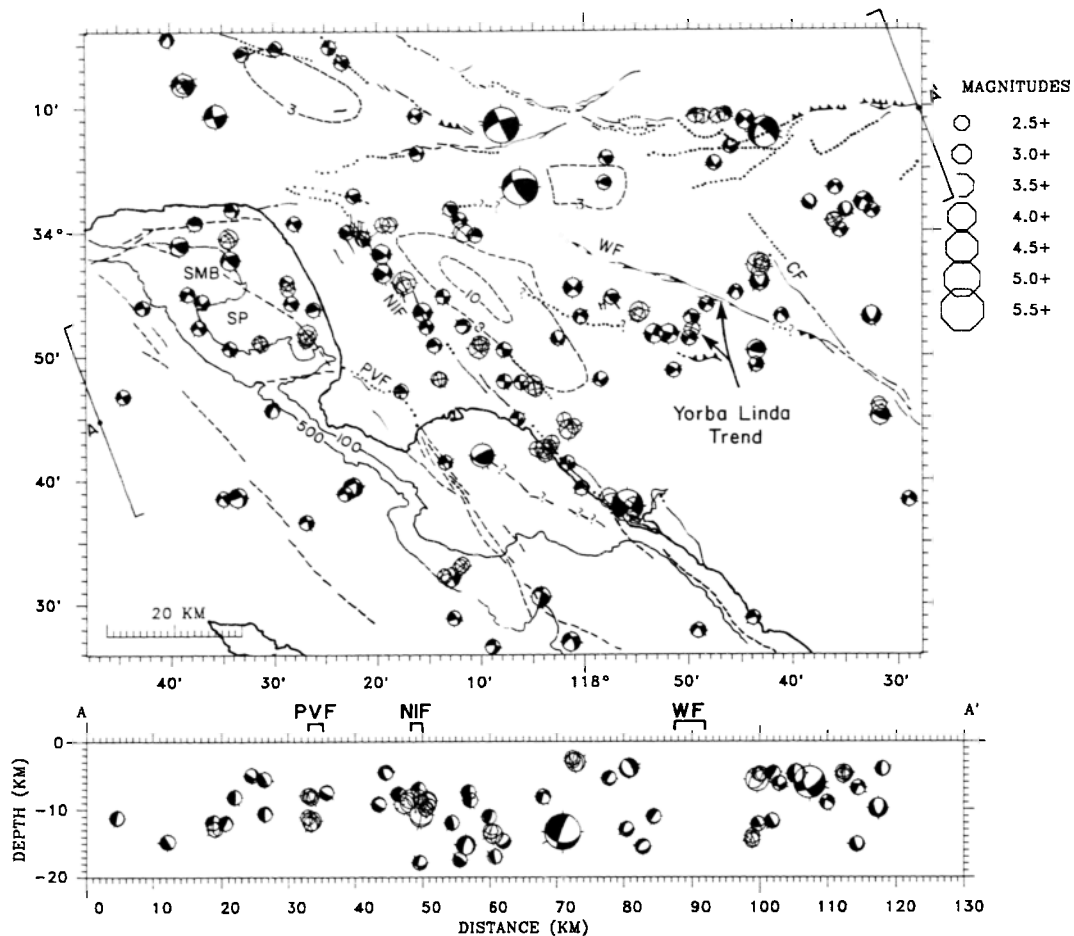 MAGNITUDES
2.5+
3.0+
3.5+
4.0+
4.5+
5.0+
5.5+
A'
10'
34°
50'
40'
30'
3
3
3
10
WF
CF
NIF
PVF
SMB
SP
500
100
Yorba Linda
Trend
A
20 KM
40'
30'
20'
10'
118°
50'
40'
30'
A
PVF
NIF
WF
A'
0
-10
-20
DEPTH (KM)
0
10
20
30
40
50
60
70
80
90
100
110
120
130
DISTANCE (KM)